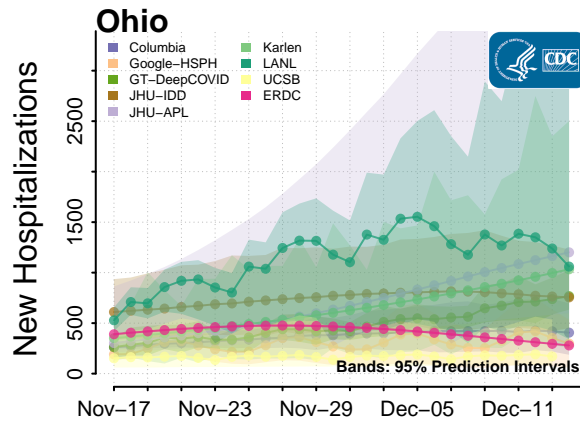 Ohio
Columbia
Google−HSPH
GT−DeepCOVID
JHU−IDD
JHU−APL
Karlen
LANL
UCSB
ERDC
CDC
New Hospitalizations
2500
1500
500
0
Bands: 95% Prediction Intervals
Nov−17 Nov−23 Nov−29 Dec−05 Dec−11